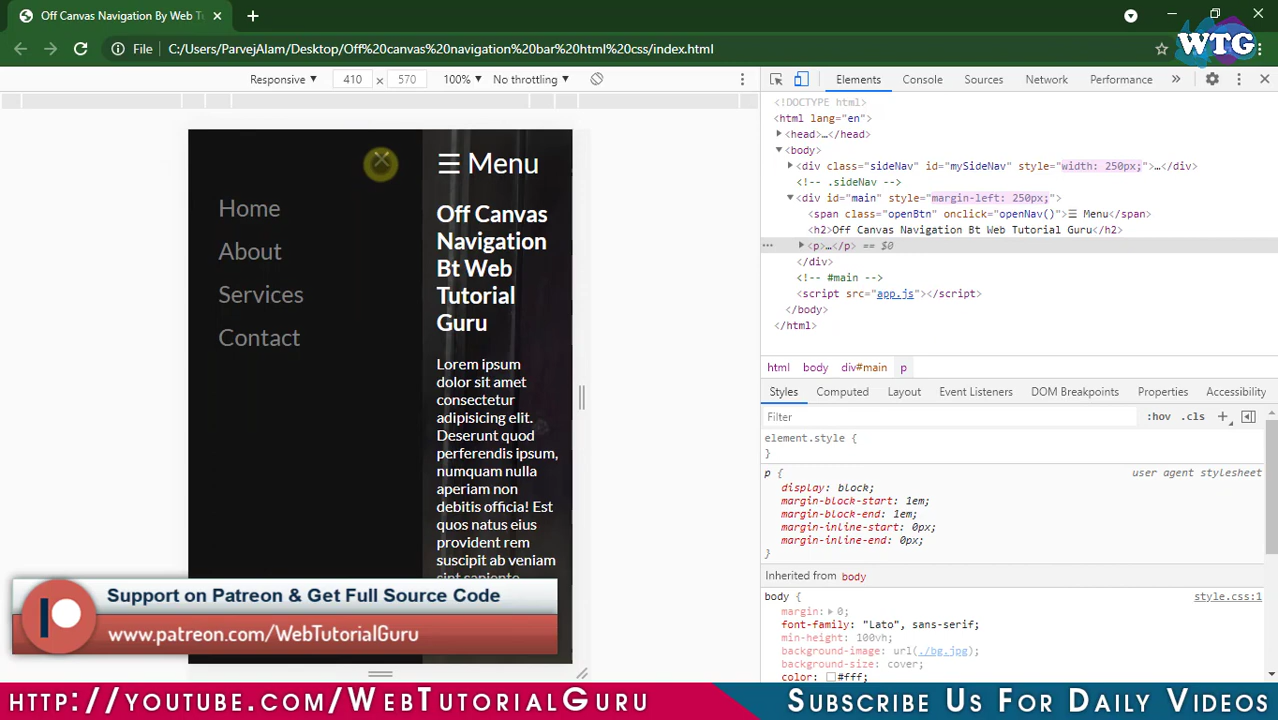 Off Canvas Navigation By Web T
WTG
File C:/Users/ParvejAlam/Desktop/Off%20canvas%20navigation%20bar%20html%20css/index.html
Responsive 410 × 570 100% No throttling
Elements Console Sources Network Performance »
☰ Menu
Home
About
Services
Contact
Off Canvas
Navigation
Bt Web
Tutorial
Guru
Lorem ipsum
dolor sit amet
consectetur
adipisicing elit.
Deserunt quod
perferendis ipsum,
numquam nulla
aperiam non
debitis officia! Est
quos natus eius
provident rem
suscipit ab veniam
sint sapiente
<!DOCTYPE html>
<html lang="en">
<head>…</head>
<body>
<div class="sideNav" id="mySideNav" style="width: 250px;">…</div>
<!-- .sideNav -->
<div id="main" style="margin-left: 250px;">
<span class="openBtn" onclick="openNav()">☰ Menu</span>
<h2>Off Canvas Navigation Bt Web Tutorial Guru</h2>
<p>…</p> == $0
</div>
<!-- #main -->
<script src="app.js"></script>
</body>
</html>
html body div#main p
Styles Computed Layout Event Listeners DOM Breakpoints Properties Accessibility
Filter :hov .cls +
element.style {
}
p { user agent stylesheet
display: block;
margin-block-start: 1em;
margin-block-end: 1em;
margin-inline-start: 0px;
margin-inline-end: 0px;
}
Inherited from body
body { style.css:1
margin: 0;
font-family: "Lato", sans-serif;
min-height: 100vh;
background-image: url(./bg.jpg);
background-size: cover;
color: #fff;
Support on Patreon & Get Full Source Code
www.patreon.com/WebTutorialGuru
HTTP://YOUTUBE.COM/WEBTUTORIALGURU
SUBSCRIBE US FOR DAILY VIDEOS